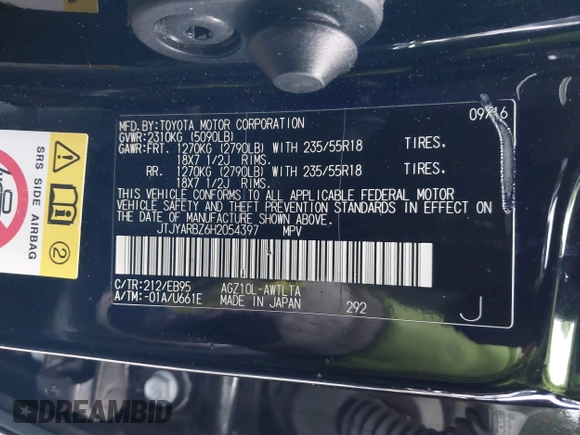 MFD. BY: TOYOTA MOTOR CORPORATION 09/16
GVWR: 2310KG (5090LB)
GAWR: FRT. 1270KG (2790LB) WITH 235/55R18 TIRES.
18X7 1/2J RIMS.
RR. 1270KG (2790LB) WITH 235/55R18 TIRES.
18X7 1/2J RIMS.
THIS VEHICLE CONFORMS TO ALL APPLICABLE FEDERAL MOTOR
VEHICLE SAFETY AND THEFT PREVENTION STANDARDS IN EFFECT ON
THE DATE OF MANUFACTURE SHOWN ABOVE.
JTJYARBZ6H2054397 MPV
C/TR: 212/EB95 AGZ10L-AWTLTA
A/TM: -01A/U661E MADE IN JAPAN 292 J
SRS SIDE AIRBAG
DREAMBID